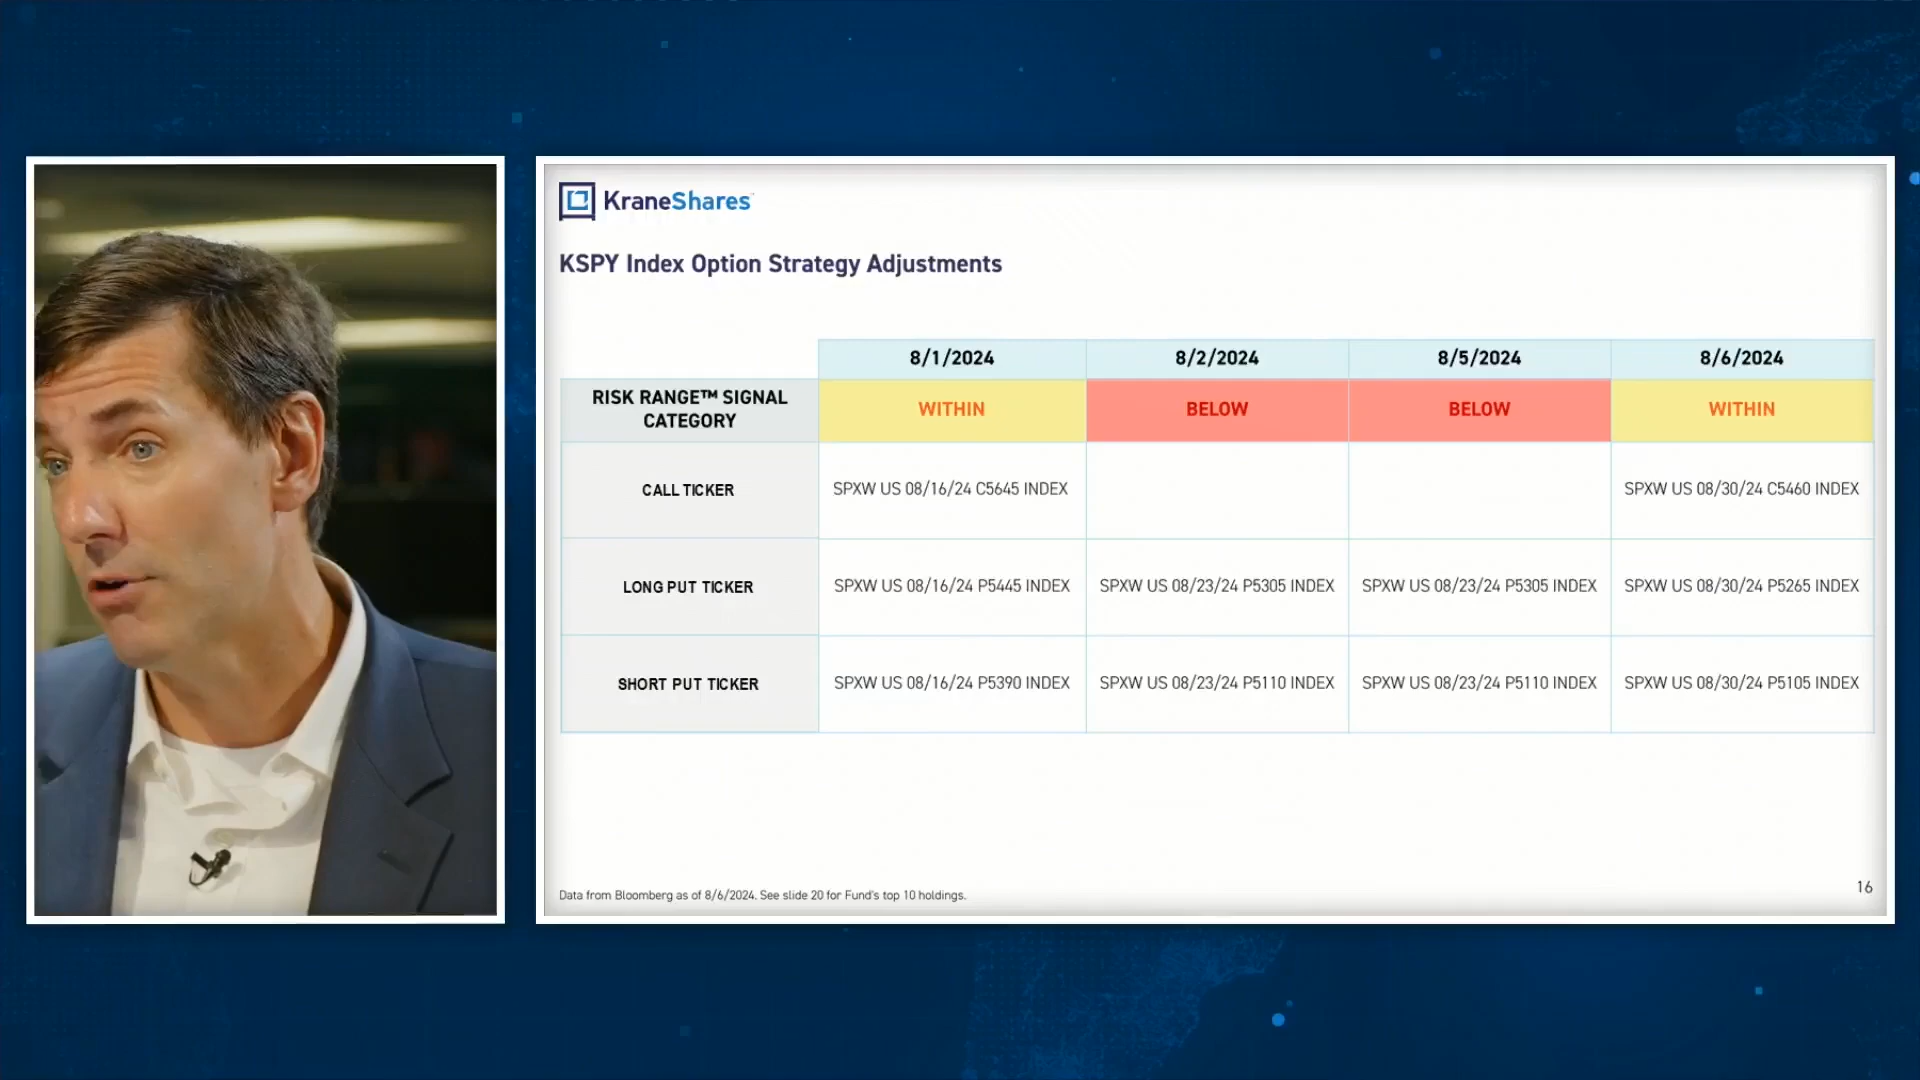 KraneShares
KSPY Index Option Strategy Adjustments
8/1/2024 8/2/2024 8/5/2024 8/6/2024
RISK RANGE™ SIGNAL
CATEGORY
WITHIN BELOW BELOW WITHIN
CALL TICKER SPXW US 08/16/24 C5645 INDEX SPXW US 08/30/24 C5460 INDEX
LONG PUT TICKER SPXW US 08/16/24 P5445 INDEX SPXW US 08/23/24 P5305 INDEX SPXW US 08/23/24 P5305 INDEX SPXW US 08/30/24 P5265 INDEX
SHORT PUT TICKER SPXW US 08/16/24 P5390 INDEX SPXW US 08/23/24 P5110 INDEX SPXW US 08/23/24 P5110 INDEX SPXW US 08/30/24 P5105 INDEX
Data from Bloomberg as of 8/6/2024. See slide 20 for Fund's top 10 holdings.
16